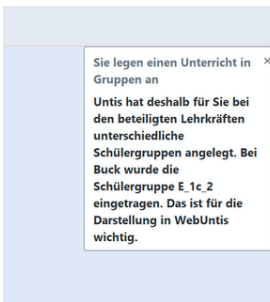 Sie legen einen Unterricht in
Gruppen an
Untis hat deshalb für Sie bei
den beteiligten Lehrkräften
unterschiedliche
Schülergruppen angelegt. Bei
Buck wurde die
Schülergruppe E_1c_2
eingetragen. Das ist für die
Darstellung in WebUntis
wichtig.